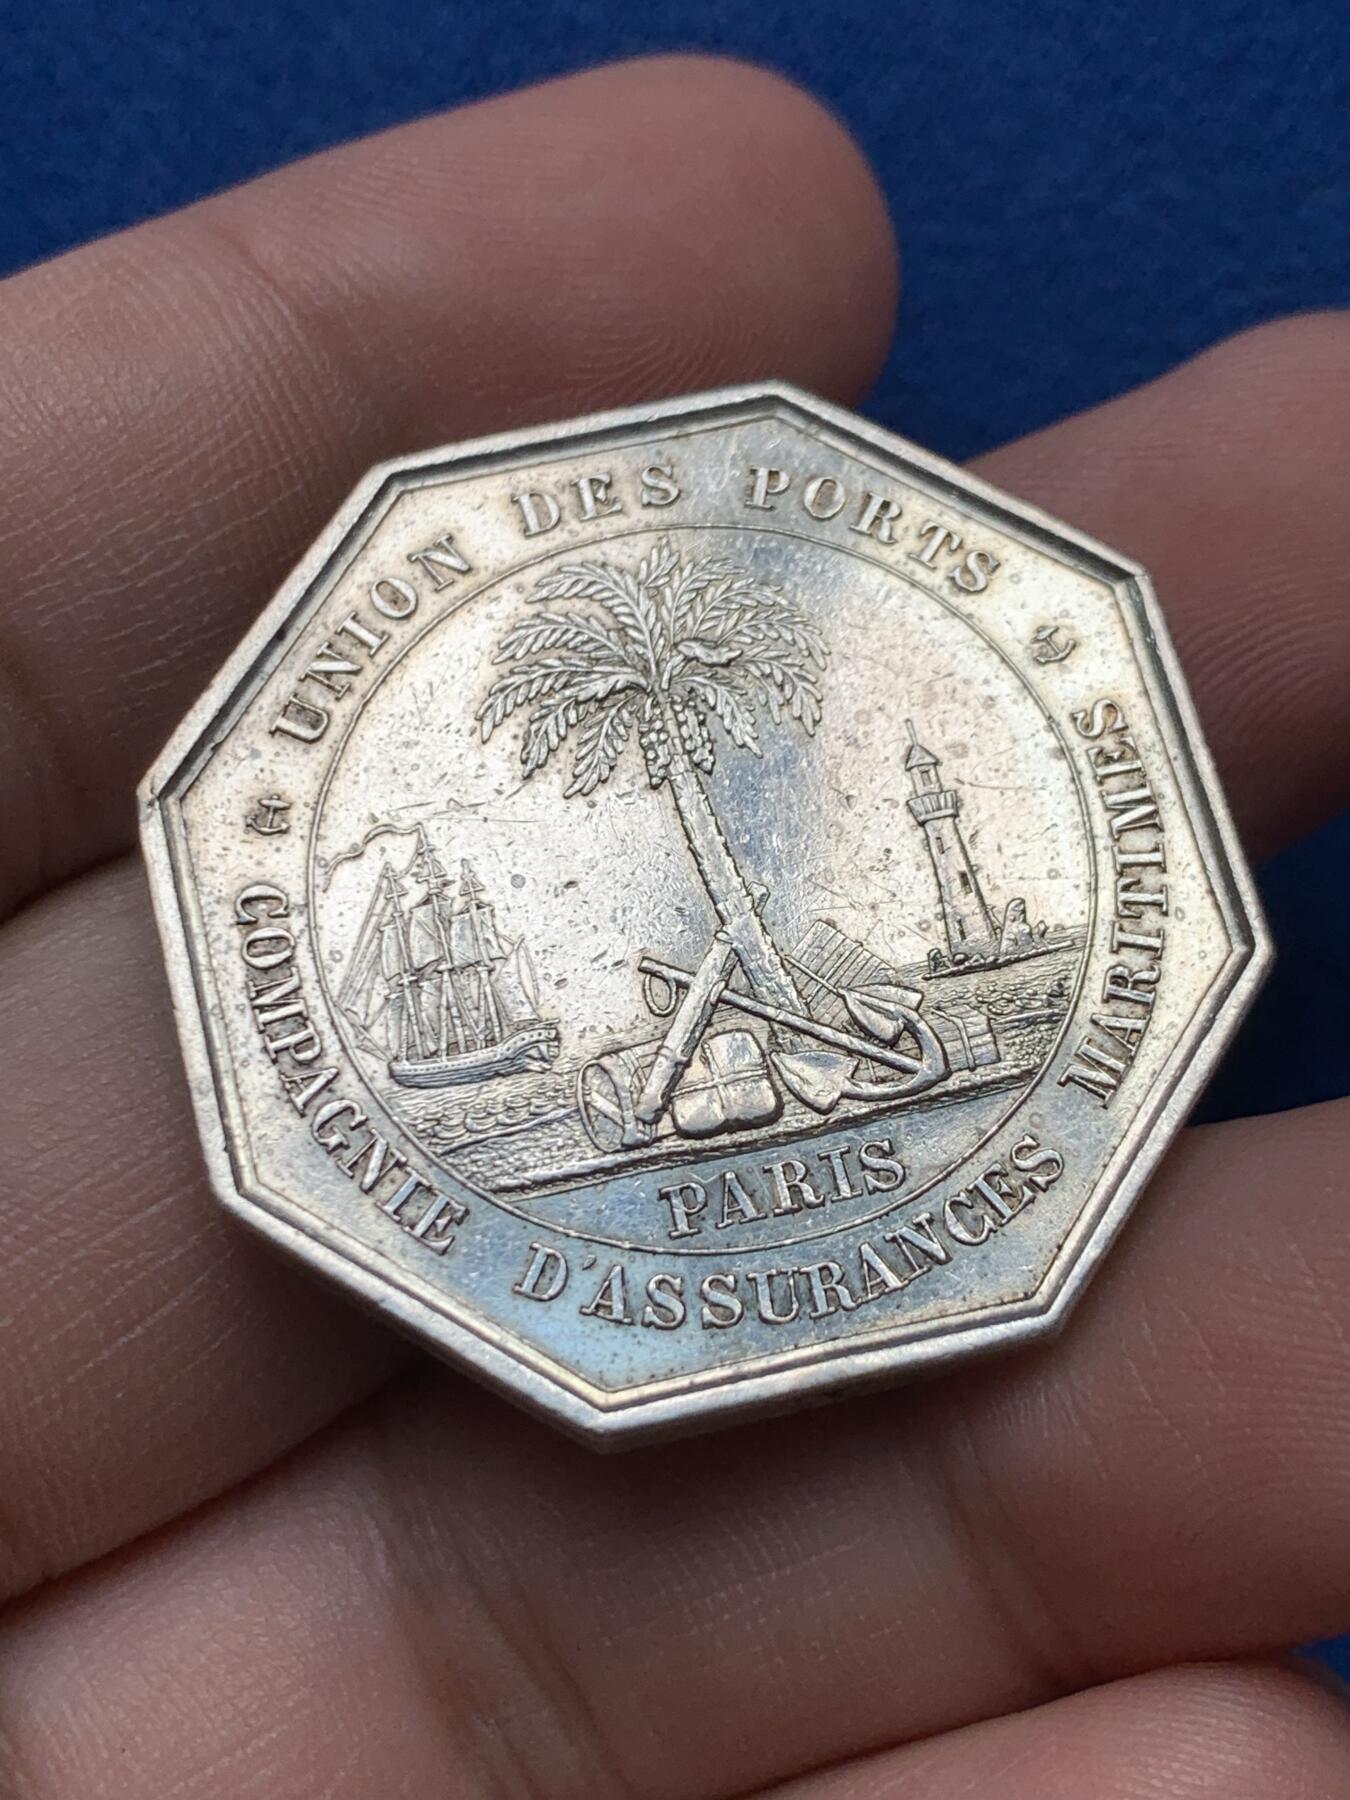 UNION DES PORTS
COMPAGNIE D'ASSURANCES MARITIMES
PARIS